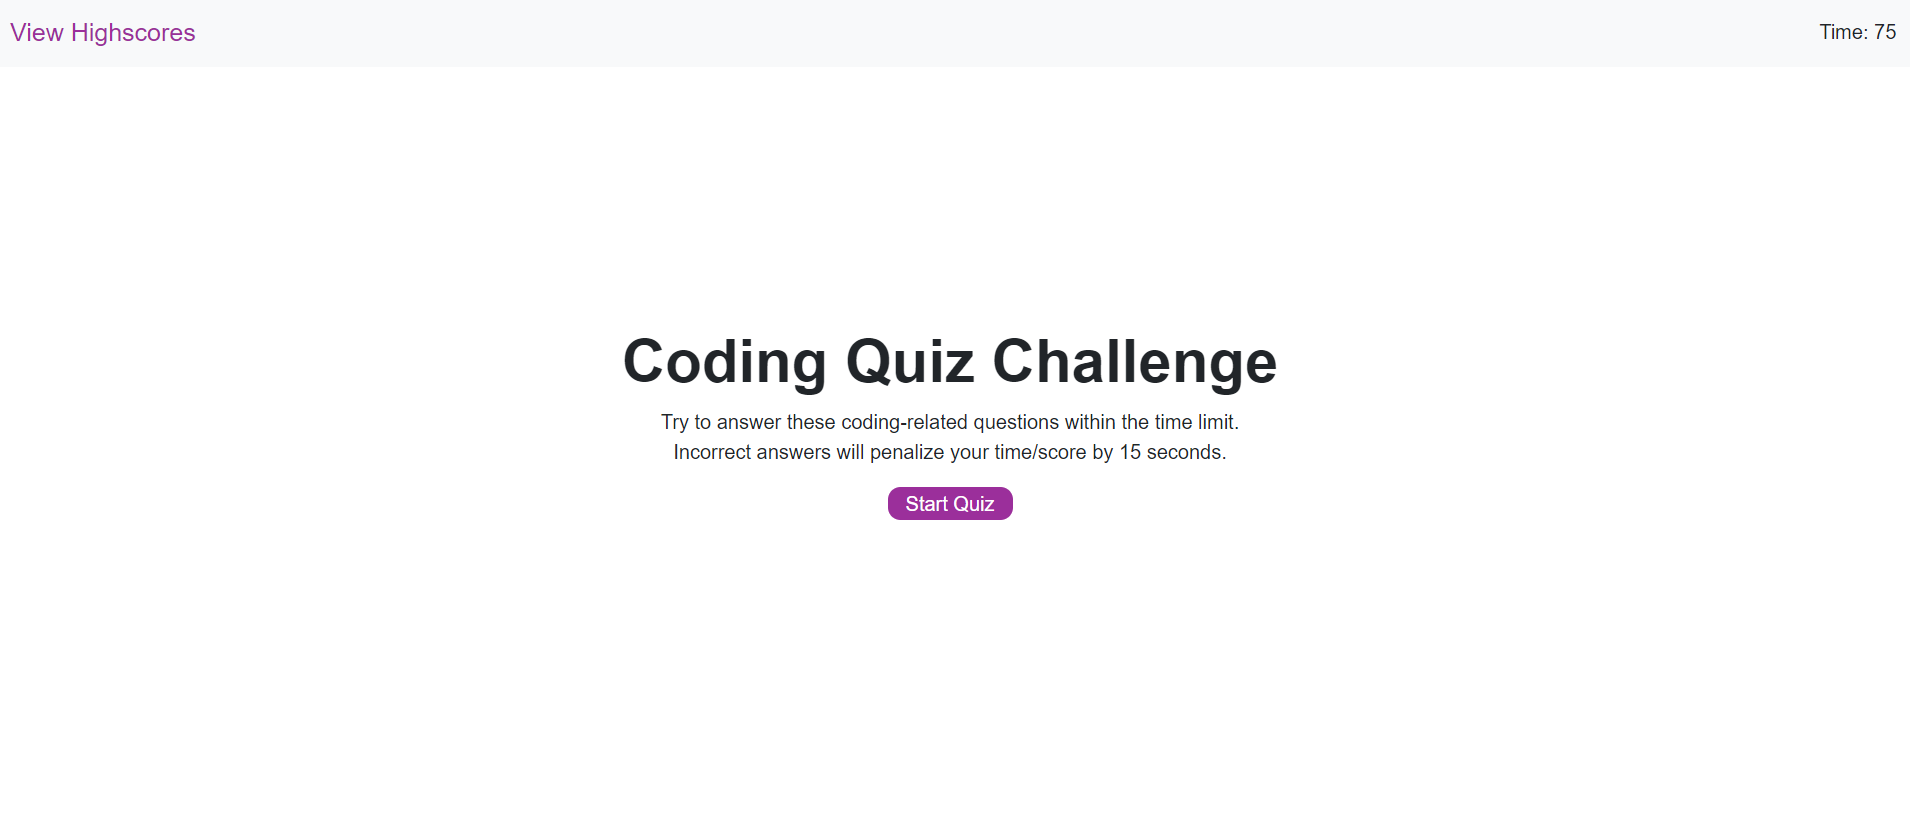 View Highscores
Time: 75
Coding Quiz Challenge
Try to answer these coding-related questions within the time limit.
Incorrect answers will penalize your time/score by 15 seconds.
Start Quiz